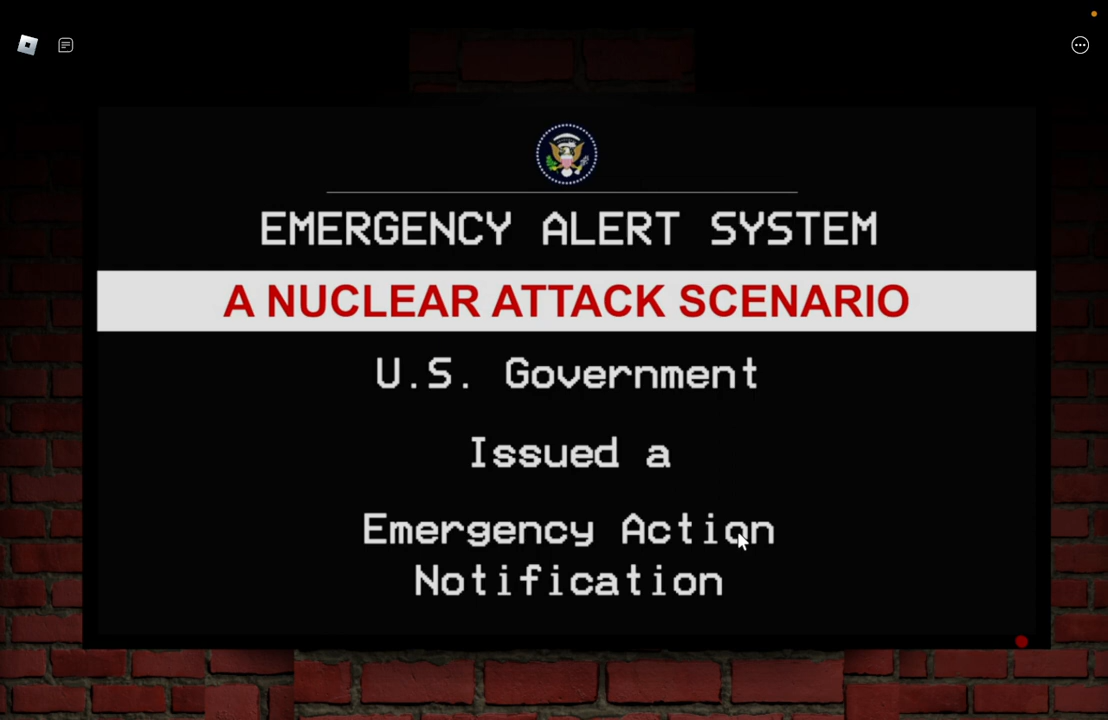 EMERGENCY ALERT SYSTEM
A NUCLEAR ATTACK SCENARIO
U.S. Government
Issued a
Emergency Action
Notification